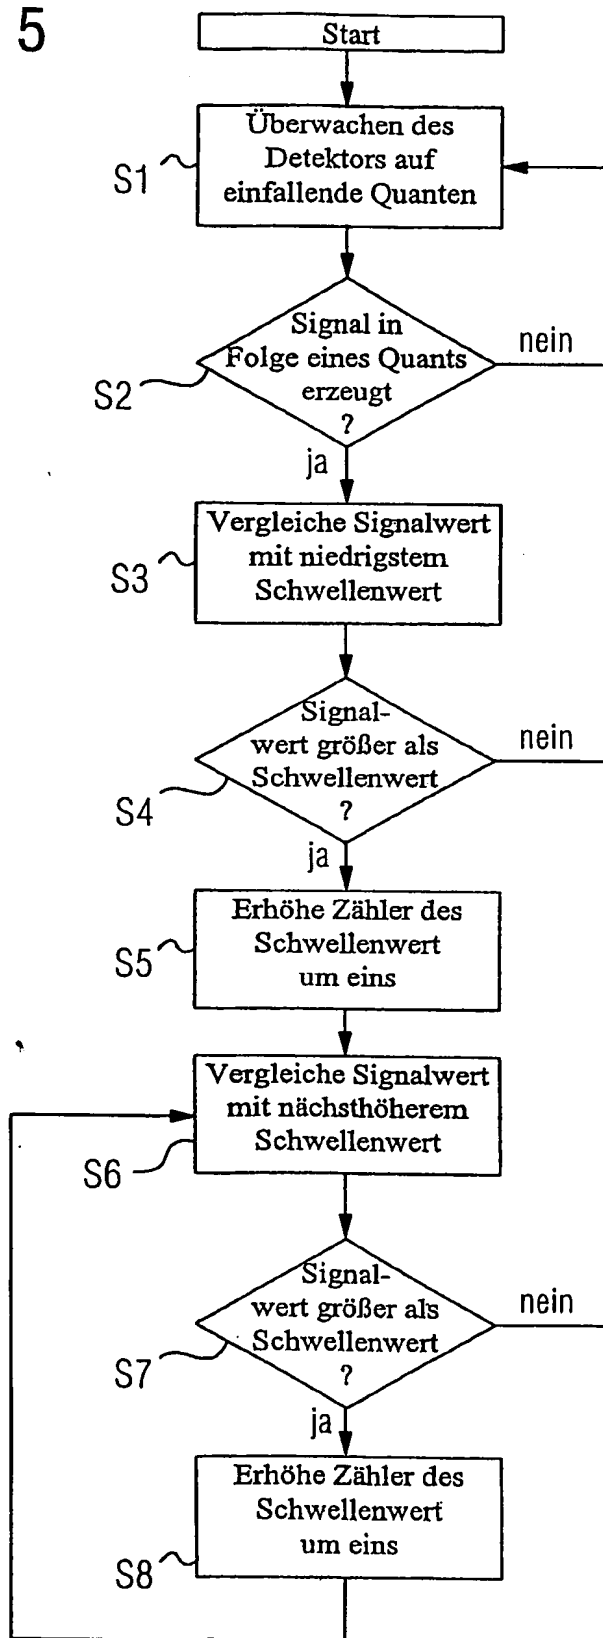 5
Start
Überwachen des
Detektors auf
einfallende Quanten
S1
Signal in
Folge eines Quants
erzeugt
?
nein
S2
ja
Vergleiche Signalwert
mit niedrigstem
Schwellenwert
S3
Signal-
wert größer als
Schwellenwert
?
nein
S4
ja
Erhöhe Zähler des
Schwellenwert
um eins
S5
Vergleiche Signalwert
mit nächsthöherem
Schwellenwert
S6
Signal-
wert größer als
Schwellenwert
?
nein
S7
ja
Erhöhe Zähler des
Schwellenwert
um eins
S8